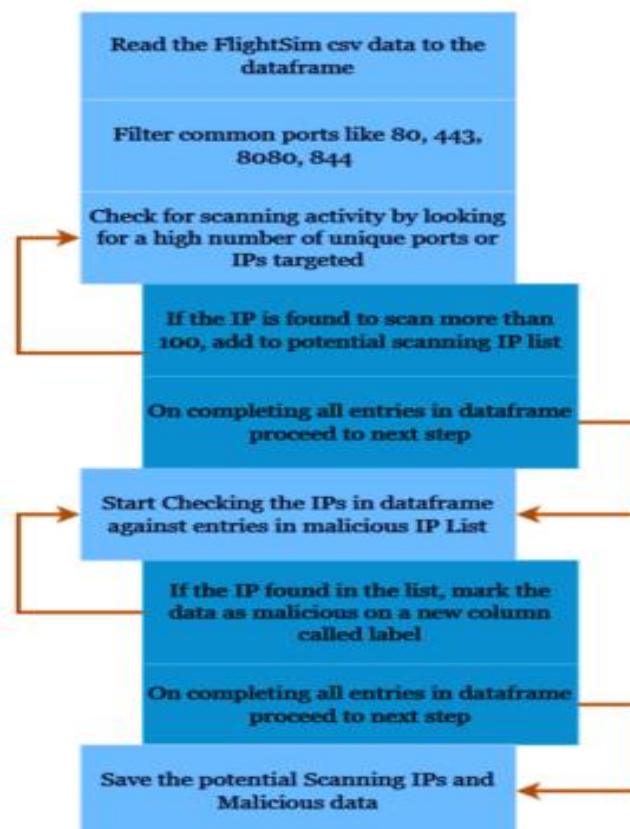 Read the FlightSim csv data to the
dataframe
Filter common ports like 80, 443,
8080, 844
Check for scanning activity by looking
for a high number of unique ports or
IPs targeted
If the IP is found to scan more than
100, add to potential scanning IP list
On completing all entries in dataframe
proceed to next step
Start Checking the IPs in dataframe
against entries in malicious IP List
If the IP found in the list, mark the
data as malicious on a new column
called label
On completing all entries in dataframe
proceed to next step
Save the potential Scanning IPs and
Malicious data